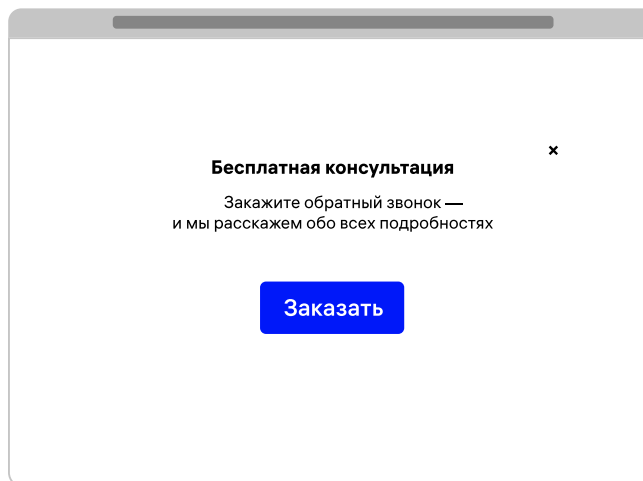 ×
Бесплатная консультация
Закажите обратный звонок —
и мы расскажем обо всех подробностях
Заказать